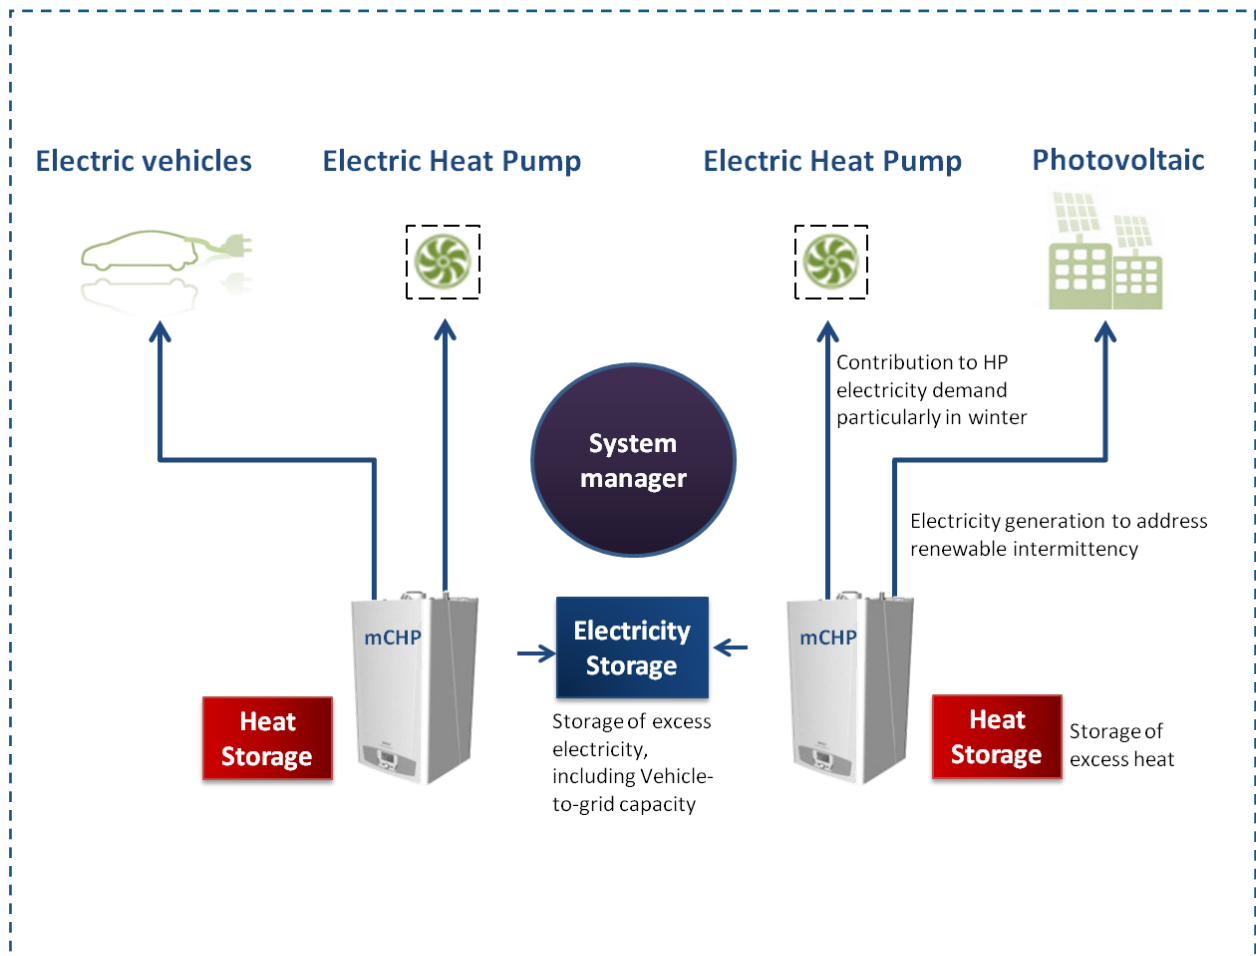 Electric vehicles
Electric Heat Pump
Electric Heat Pump
Photovoltaic
Contribution to HP
electricity demand
particularly in winter
System
manager
Electricity generation to address
renewable intermittency
mCHP
Electricity
Storage
mCHP
Heat
Storage
Storage of excess
electricity,
including Vehicle-
to-grid capacity
Heat
Storage
Storage of
excess heat